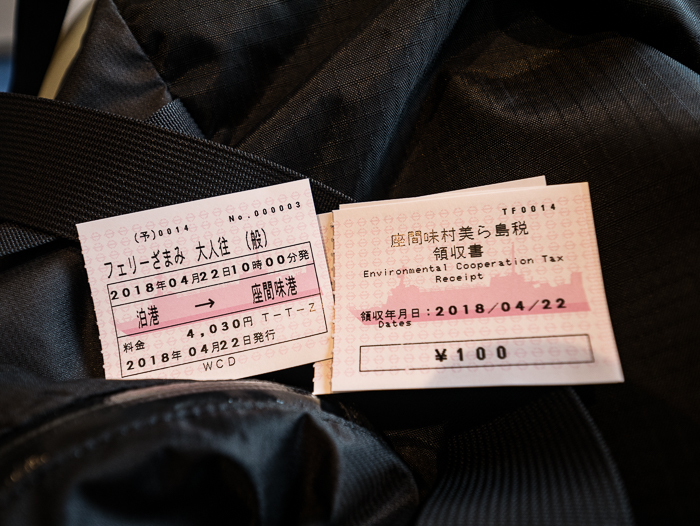 (予)0014 No.000003
フェリーざまみ 大人往 (般)
2018年04月22日10時00分発
泊港 → 座間味港
料金 4,030円 T-T-Z
2018年04月22日発行
WCD
TF0014
座間味村美ら島税
領収書
Environmental Cooperation Tax
Receipt
領収年月日:2018/04/22
Dates
¥100